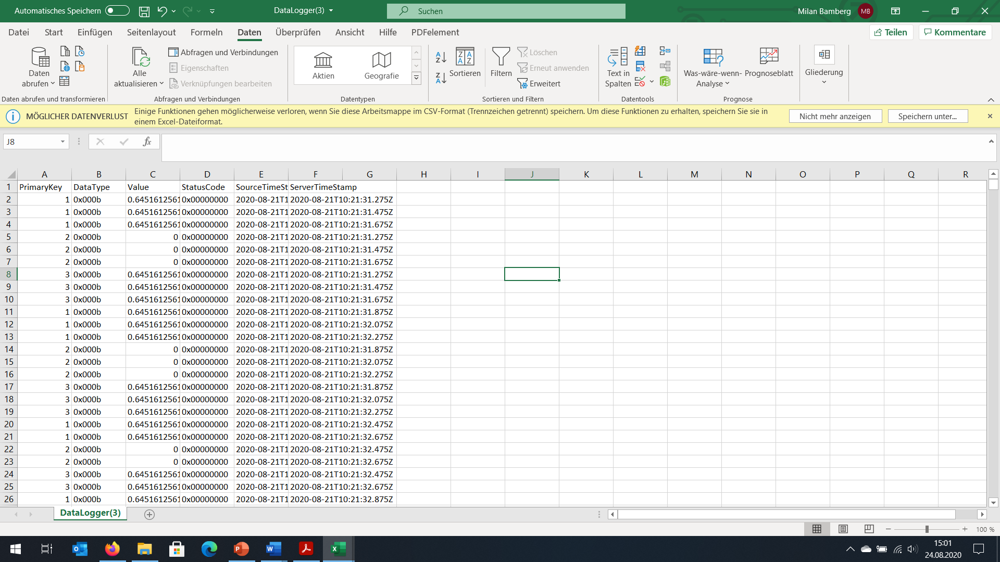 Automatisches Speichern
DataLogger(3)
Suchen
Milan Bamberg MB
Datei Start Einfügen Seitenlayout Formeln Daten Überprüfen Ansicht Hilfe PDFelement Teilen Kommentare
Daten abrufen
Alle aktualisieren
Abfragen und Verbindungen
Eigenschaften
Verknüpfungen bearbeiten
Aktien Geografie
Sortieren
Filtern
Löschen
Erneut anwenden
Erweitert
Text in Spalten
Was-wäre-wenn-Analyse
Prognoseblatt
Gliederung
Daten abrufen und transformieren Abfragen und Verbindungen Datentypen Sortieren und Filtern Datentools Prognose
MÖGLICHER DATENVERLUST Einige Funktionen gehen möglicherweise verloren, wenn Sie diese Arbeitsmappe im CSV-Format (Trennzeichen getrennt) speichern. Um diese Funktionen zu erhalten, speichern Sie sie in
einem Excel-Dateiformat.
Nicht mehr anzeigen Speichern unter...
J8 fx
A B C D E F G H I J K L M N O P Q R
1 PrimaryKey DataType Value StatusCode SourceTimeSt ServerTimeStamp
2 1 0x000b 0.6451612561 0x00000000 2020-08-21T1 2020-08-21T10:21:31.275Z
3 1 0x000b 0.6451612561 0x00000000 2020-08-21T1 2020-08-21T10:21:31.475Z
4 1 0x000b 0.6451612561 0x00000000 2020-08-21T1 2020-08-21T10:21:31.675Z
5 2 0x000b 0 0x00000000 2020-08-21T1 2020-08-21T10:21:31.275Z
6 2 0x000b 0 0x00000000 2020-08-21T1 2020-08-21T10:21:31.475Z
7 2 0x000b 0 0x00000000 2020-08-21T1 2020-08-21T10:21:31.675Z
8 3 0x000b 0.6451612561 0x00000000 2020-08-21T1 2020-08-21T10:21:31.275Z
9 3 0x000b 0.6451612561 0x00000000 2020-08-21T1 2020-08-21T10:21:31.475Z
10 3 0x000b 0.6451612561 0x00000000 2020-08-21T1 2020-08-21T10:21:31.675Z
11 1 0x000b 0.6451612561 0x00000000 2020-08-21T1 2020-08-21T10:21:31.875Z
12 1 0x000b 0.6451612561 0x00000000 2020-08-21T1 2020-08-21T10:21:32.075Z
13 1 0x000b 0.6451612561 0x00000000 2020-08-21T1 2020-08-21T10:21:32.275Z
14 2 0x000b 0 0x00000000 2020-08-21T1 2020-08-21T10:21:31.875Z
15 2 0x000b 0 0x00000000 2020-08-21T1 2020-08-21T10:21:32.075Z
16 2 0x000b 0 0x00000000 2020-08-21T1 2020-08-21T10:21:32.275Z
17 3 0x000b 0.6451612561 0x00000000 2020-08-21T1 2020-08-21T10:21:31.875Z
18 3 0x000b 0.6451612561 0x00000000 2020-08-21T1 2020-08-21T10:21:32.075Z
19 3 0x000b 0.6451612561 0x00000000 2020-08-21T1 2020-08-21T10:21:32.275Z
20 1 0x000b 0.6451612561 0x00000000 2020-08-21T1 2020-08-21T10:21:32.475Z
21 1 0x000b 0.6451612561 0x00000000 2020-08-21T1 2020-08-21T10:21:32.675Z
22 2 0x000b 0 0x00000000 2020-08-21T1 2020-08-21T10:21:32.475Z
23 2 0x000b 0 0x00000000 2020-08-21T1 2020-08-21T10:21:32.675Z
24 3 0x000b 0.6451612561 0x00000000 2020-08-21T1 2020-08-21T10:21:32.475Z
25 3 0x000b 0.6451612561 0x00000000 2020-08-21T1 2020-08-21T10:21:32.675Z
26 1 0x000b 0.6451612561 0x00000000 2020-08-21T1 2020-08-21T10:21:32.875Z
DataLogger(3)
100 %
15:01
24.08.2020